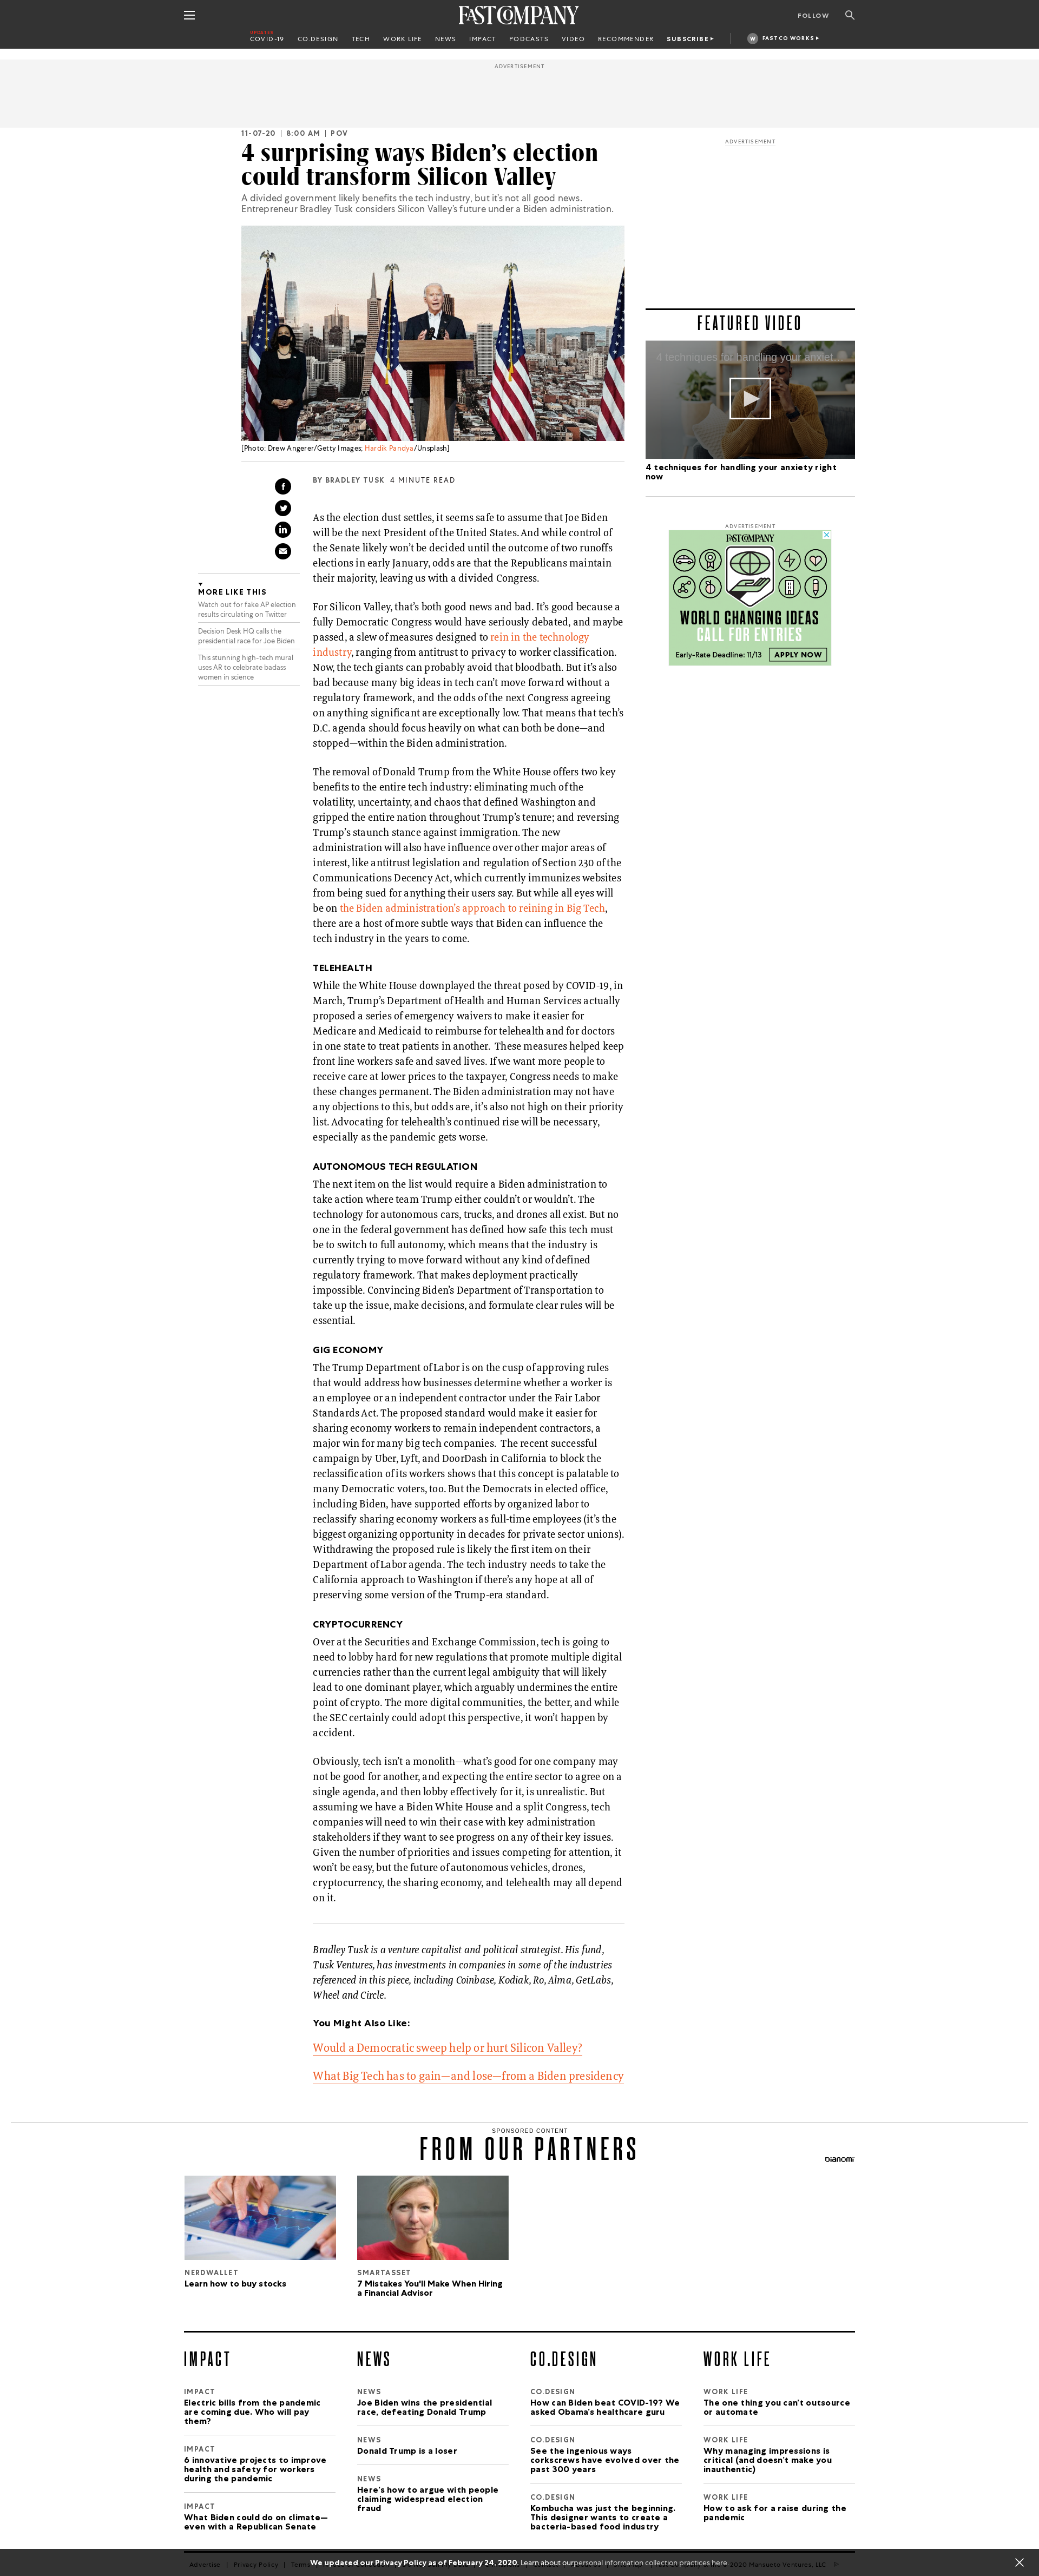 FAST COMPANY
FOLLOW
UPDATES
COVID-19
CO.DESIGN
TECH
WORK LIFE
NEWS
IMPACT
PODCASTS
VIDEO
RECOMMENDER
SUBSCRIBE
W
FASTCO WORKS
ADVERTISEMENT
11-07-20 | 8:00 AM | POV
4 surprising ways Biden’s election
could transform Silicon Valley
A divided government likely benefits the tech industry, but it’s not all good news.
Entrepreneur Bradley Tusk considers Silicon Valley’s future under a Biden administration.
[Photo: Drew Angerer/Getty Images; Hardik Pandya/Unsplash]
BY BRADLEY TUSK 4 MINUTE READ
MORE LIKE THIS
Watch out for fake AP election
results circulating on Twitter
Decision Desk HQ calls the
presidential race for Joe Biden
This stunning high-tech mural
uses AR to celebrate badass
women in science
As the election dust settles, it seems safe to assume that Joe Biden
will be the next President of the United States. And while control of
the Senate likely won’t be decided until the outcome of two runoffs
elections in early January, odds are that the Republicans maintain
their majority, leaving us with a divided Congress.
For Silicon Valley, that’s both good news and bad. It’s good because a
fully Democratic Congress would have seriously debated, and maybe
passed, a slew of measures designed to rein in the technology
industry, ranging from antitrust to privacy to worker classification.
Now, the tech giants can probably avoid that bloodbath. But it’s also
bad because many big ideas in tech can’t move forward without a
regulatory framework, and the odds of the next Congress agreeing
on anything significant are exceptionally low. That means that tech’s
D.C. agenda should focus heavily on what can both be done—and
stopped—within the Biden administration.
The removal of Donald Trump from the White House offers two key
benefits to the entire tech industry: eliminating much of the
volatility, uncertainty, and chaos that defined Washington and
gripped the entire nation throughout Trump’s tenure; and reversing
Trump’s staunch stance against immigration. The new
administration will also have influence over other major areas of
interest, like antitrust legislation and regulation of Section 230 of the
Communications Decency Act, which currently immunizes websites
from being sued for anything their users say. But while all eyes will
be on the Biden administration’s approach to reining in Big Tech,
there are a host of more subtle ways that Biden can influence the
tech industry in the years to come.
TELEHEALTH
While the White House downplayed the threat posed by COVID-19, in
March, Trump’s Department of Health and Human Services actually
proposed a series of emergency waivers to make it easier for
Medicare and Medicaid to reimburse for telehealth and for doctors
in one state to treat patients in another. These measures helped keep
front line workers safe and saved lives. If we want more people to
receive care at lower prices to the taxpayer, Congress needs to make
these changes permanent. The Biden administration may not have
any objections to this, but odds are, it’s also not high on their priority
list. Advocating for telehealth’s continued rise will be necessary,
especially as the pandemic gets worse.
AUTONOMOUS TECH REGULATION
The next item on the list would require a Biden administration to
take action where team Trump either couldn’t or wouldn’t. The
technology for autonomous cars, trucks, and drones all exist. But no
one in the federal government has defined how safe this tech must
be to switch to full autonomy, which means that the industry is
currently trying to move forward without any kind of defined
regulatory framework. That makes deployment practically
impossible. Convincing Biden’s Department of Transportation to
take up the issue, make decisions, and formulate clear rules will be
essential.
GIG ECONOMY
The Trump Department of Labor is on the cusp of approving rules
that would address how businesses determine whether a worker is
an employee or an independent contractor under the Fair Labor
Standards Act. The proposed standard would make it easier for
sharing economy workers to remain independent contractors, a
major win for many big tech companies. The recent successful
campaign by Uber, Lyft, and DoorDash in California to block the
reclassification of its workers shows that this concept is palatable to
many Democratic voters, too. But the Democrats in elected office,
including Biden, have supported efforts by organized labor to
reclassify sharing economy workers as full-time employees (it’s the
biggest organizing opportunity in decades for private sector unions).
Withdrawing the proposed rule is likely the first item on their
Department of Labor agenda. The tech industry needs to take the
California approach to Washington if there’s any hope at all of
preserving some version of the Trump-era standard.
CRYPTOCURRENCY
Over at the Securities and Exchange Commission, tech is going to
need to lobby hard for new regulations that promote multiple digital
currencies rather than the current legal ambiguity that will likely
lead to one dominant player, which arguably undermines the entire
point of crypto. The more digital communities, the better, and while
the SEC certainly could adopt this perspective, it won’t happen by
accident.
Obviously, tech isn’t a monolith—what’s good for one company may
not be good for another, and expecting the entire sector to agree on a
single agenda, and then lobby effectively for it, is unrealistic. But
assuming we have a Biden White House and a split Congress, tech
companies will need to win their case with key administration
stakeholders if they want to see progress on any of their issues.
Given the number of priorities and issues competing for attention, it
won’t be easy, but the future of autonomous vehicles, drones,
cryptocurrency, the sharing economy, and telehealth may all depend
on it.
Bradley Tusk is a venture capitalist and political strategist. His fund,
Tusk Ventures, has investments in companies in some of the industries
referenced in this piece, including Coinbase, Kodiak, Ro, Alma, GetLabs,
Wheel and Circle.
You Might Also Like:
Would a Democratic sweep help or hurt Silicon Valley?
What Big Tech has to gain—and lose—from a Biden presidency
ADVERTISEMENT
FEATURED VIDEO
4 techniques for handling your anxiet
4 techniques for handling your anxiety right
now
ADVERTISEMENT
FAST COMPANY
WORLD CHANGING IDEAS
CALL FOR ENTRIES
Early-Rate Deadline: 11/13
APPLY NOW
SPONSORED CONTENT
FROM OUR PARTNERS
Dianomi
NERDWALLET
Learn how to buy stocks
SMARTASSET
7 Mistakes You'll Make When Hiring
a Financial Advisor
IMPACT
IMPACT
Electric bills from the pandemic
are coming due. Who will pay
them?
IMPACT
6 innovative projects to improve
health and safety for workers
during the pandemic
IMPACT
What Biden could do on climate—
even with a Republican Senate
NEWS
NEWS
Joe Biden wins the presidential
race, defeating Donald Trump
NEWS
Donald Trump is a loser
NEWS
Here’s how to argue with people
claiming widespread election
fraud
CO.DESIGN
CO.DESIGN
How can Biden beat COVID-19? We
asked Obama’s healthcare guru
CO.DESIGN
See the ingenious ways
corkscrews have evolved over the
past 300 years
CO.DESIGN
Kombucha was just the beginning.
This designer wants to create a
bacteria-based food industry
WORK LIFE
WORK LIFE
The one thing you can’t outsource
or automate
WORK LIFE
Why managing impressions is
critical (and doesn’t make you
inauthentic)
WORK LIFE
How to ask for a raise during the
pandemic
Advertise | Privacy Policy | Terms
2020 Mansueto Ventures, LLC
We updated our Privacy Policy as of February 24, 2020. Learn about our personal information collection practices here.